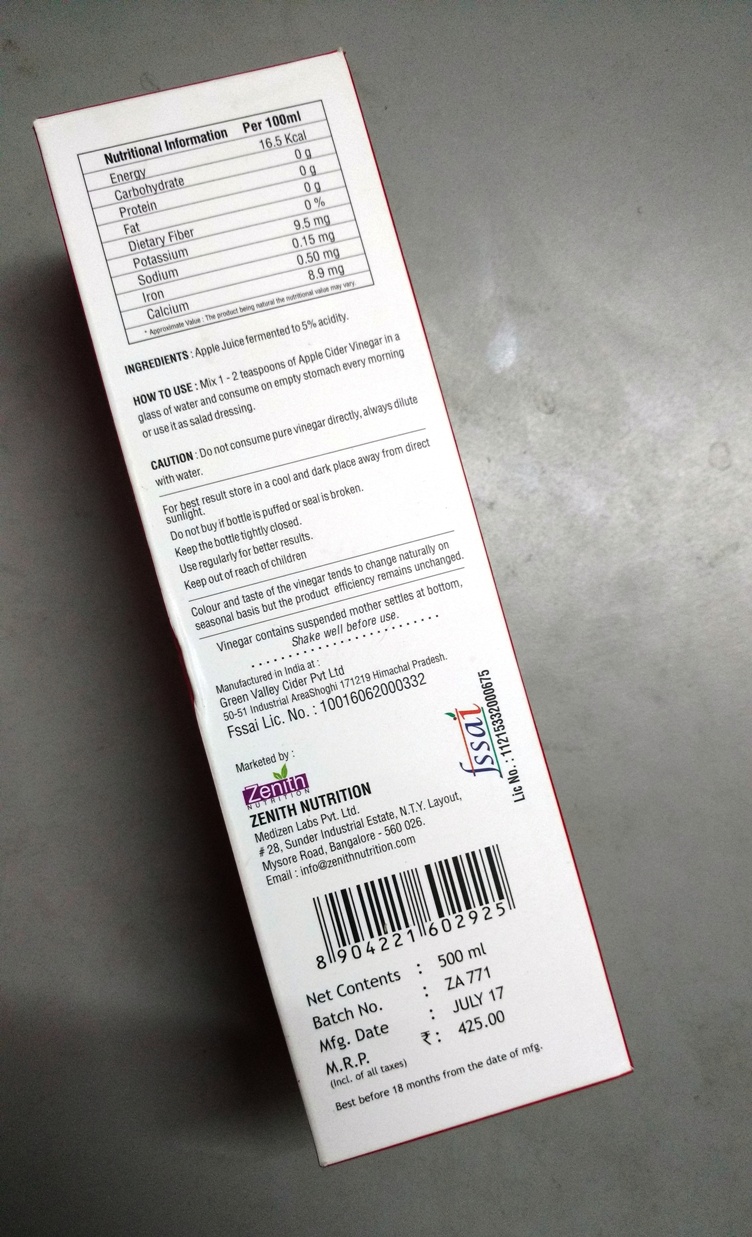 Nutritional Information Per 100ml
Energy 16.5 Kcal
Carbohydrate 0 g
Protein 0 g
Fat 0 g
Dietary Fiber 0 %
Potassium 9.5 mg
Sodium 0.15 mg
Iron 0.50 mg
Calcium 8.9 mg
* Approximate Value : The product being natural the nutritional value may vary.
INGREDIENTS : Apple Juice fermented to 5% acidity.
HOW TO USE : Mix 1 - 2 teaspoons of Apple Cider Vinegar in a
glass of water and consume on empty stomach every morning
or use it as salad dressing.
CAUTION : Do not consume pure vinegar directly, always dilute
with water.
For best result store in a cool and dark place away from direct
sunlight.
Do not buy if bottle is puffed or seal is broken.
Keep the bottle tightly closed.
Use regularly for better results.
Keep out of reach of children
Colour and taste of the vinegar tends to change naturally on
seasonal basis but the product efficiency remains unchanged.
Vinegar contains suspended mother settles at bottom,
Shake well before use.
Manufactured in India at :
Green Valley Cider Pvt Ltd
50-51 Industrial AreaShoghi 171219 Himachal Pradesh.
Fssai Lic. No. : 10016062000332
fssai
Lic No.: 11215332000675
Marketed by :
Zenith
NUTRITION
ZENITH NUTRITION
Medizen Labs Pvt. Ltd.
# 28, Sunder Industrial Estate, N.T.Y. Layout,
Mysore Road, Bangalore - 560 026.
Email : info@zenithnutrition.com
8 904221 602925
Net Contents : 500 ml
Batch No. : ZA 771
Mfg. Date : JULY 17
M.R.P. ₹ : 425.00
(Incl. of all taxes)
Best before 18 months from the date of mfg.